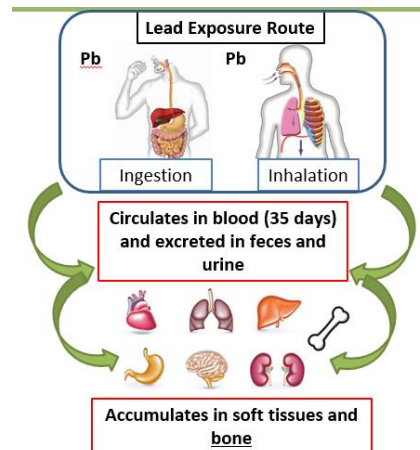 Lead Exposure Route
Pb Pb
Ingestion Inhalation
Circulates in blood (35 days)
and excreted in feces and
urine
Accumulates in soft tissues and
bone